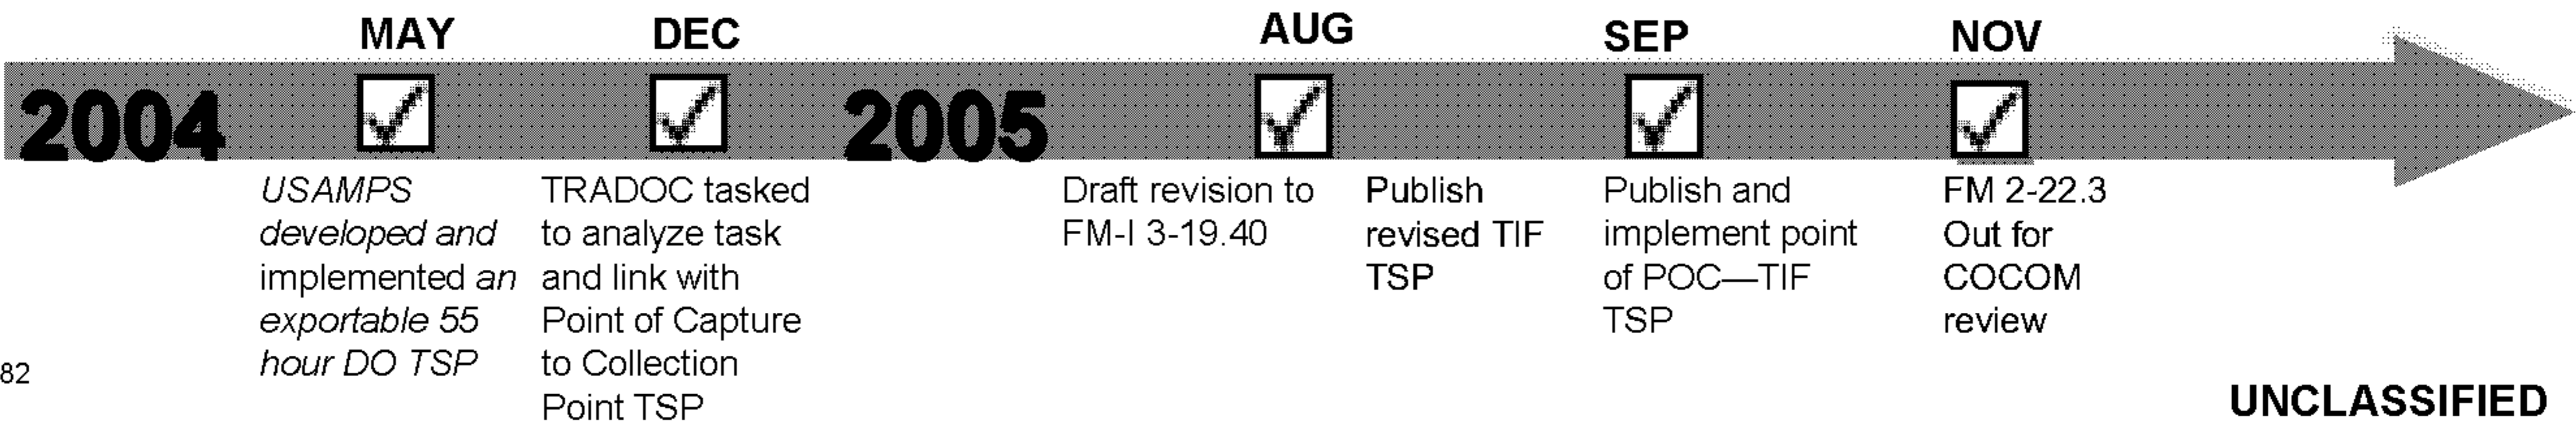 MAY
DEC
AUG
SEP
NOV
2004
2005
USAMPS
developed and
implemented an
exportable 55
hour DO TSP
TRADOC tasked
to analyze task
and link with
Point of Capture
to Collection
Point TSP
Draft revision to
FM-I 3-19.40
Publish
revised TIF
TSP
Publish and
implement point
of POC—TIF
TSP
FM 2-22.3
Out for
COCOM
review
82
UNCLASSIFIED